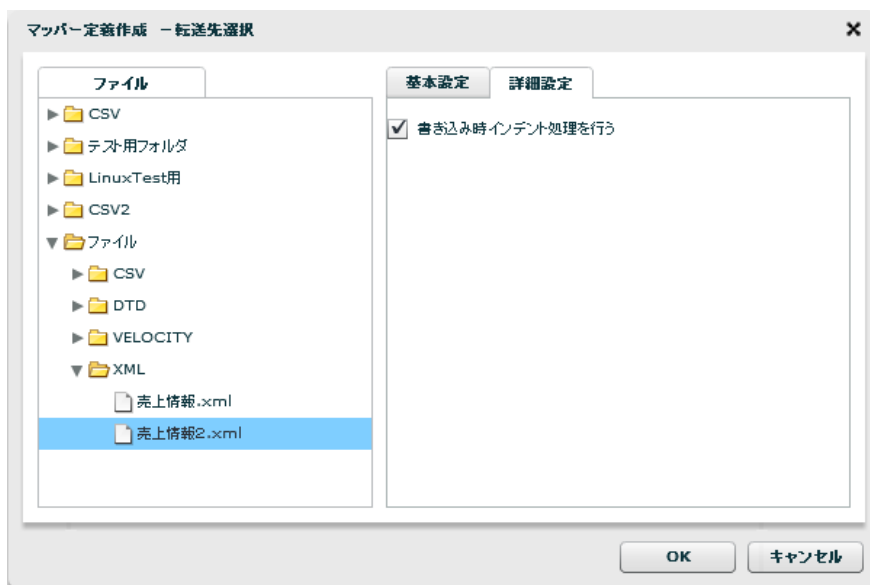 マッパー定義作成 －転送先選択
ファイル
CSV
テスト用フォルダ
LinuxTest用
CSV2
ファイル
CSV
DTD
VELOCITY
XML
売上情報.xml
売上情報2.xml
基本設定 詳細設定
書き込み時インデント処理を行う
OK キャンセル